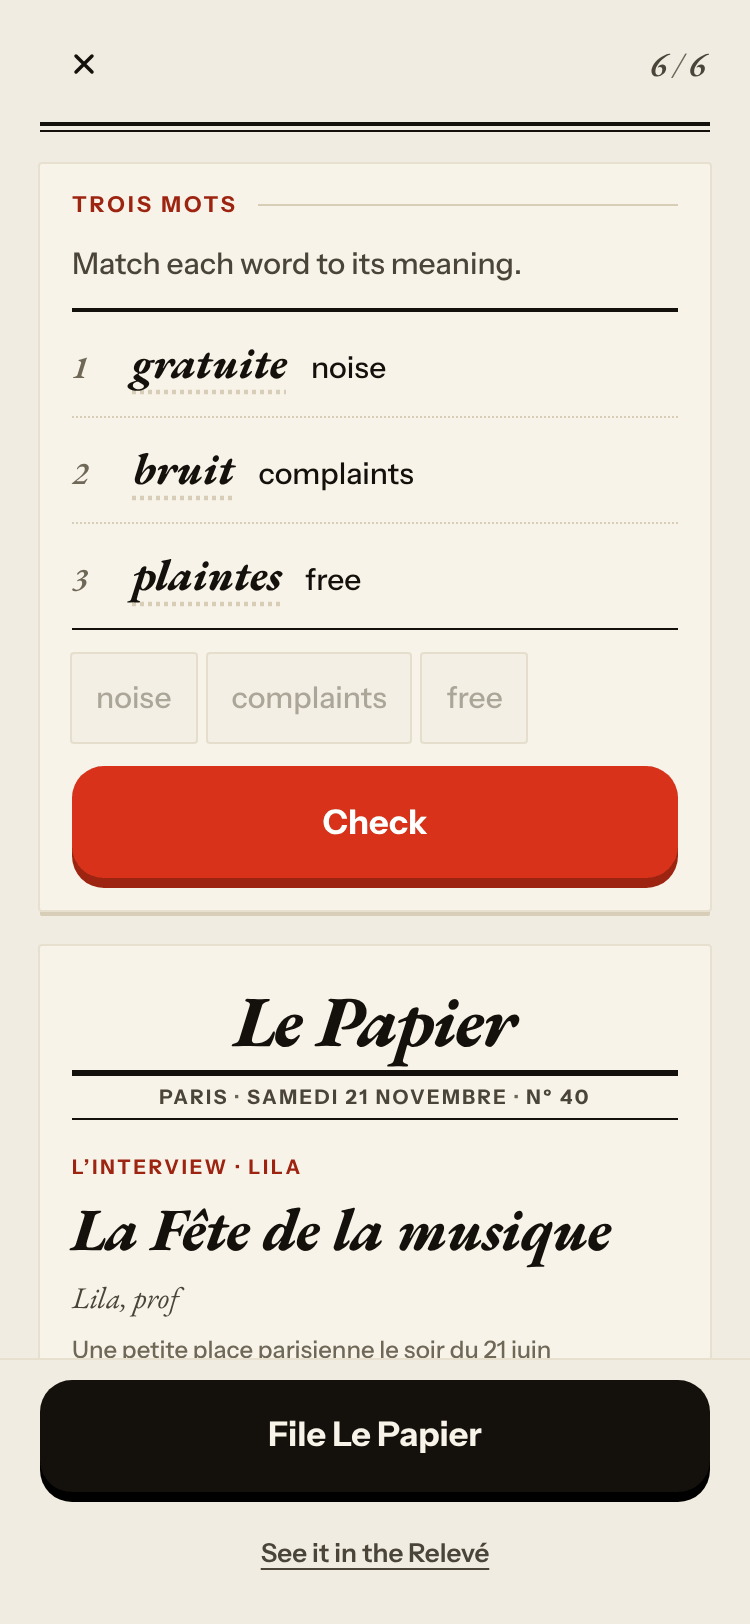 6/6
TROIS MOTS
Match each word to its meaning.
1 gratuite noise
2 bruit complaints
3 plaintes free
noise complaints free
Check
Le Papier
PARIS · SAMEDI 21 NOVEMBRE · N° 40
L’INTERVIEW · LILA
La Fête de la musique
Lila, prof
Une petite place parisienne le soir du 21 juin
File Le Papier
See it in the Relevé